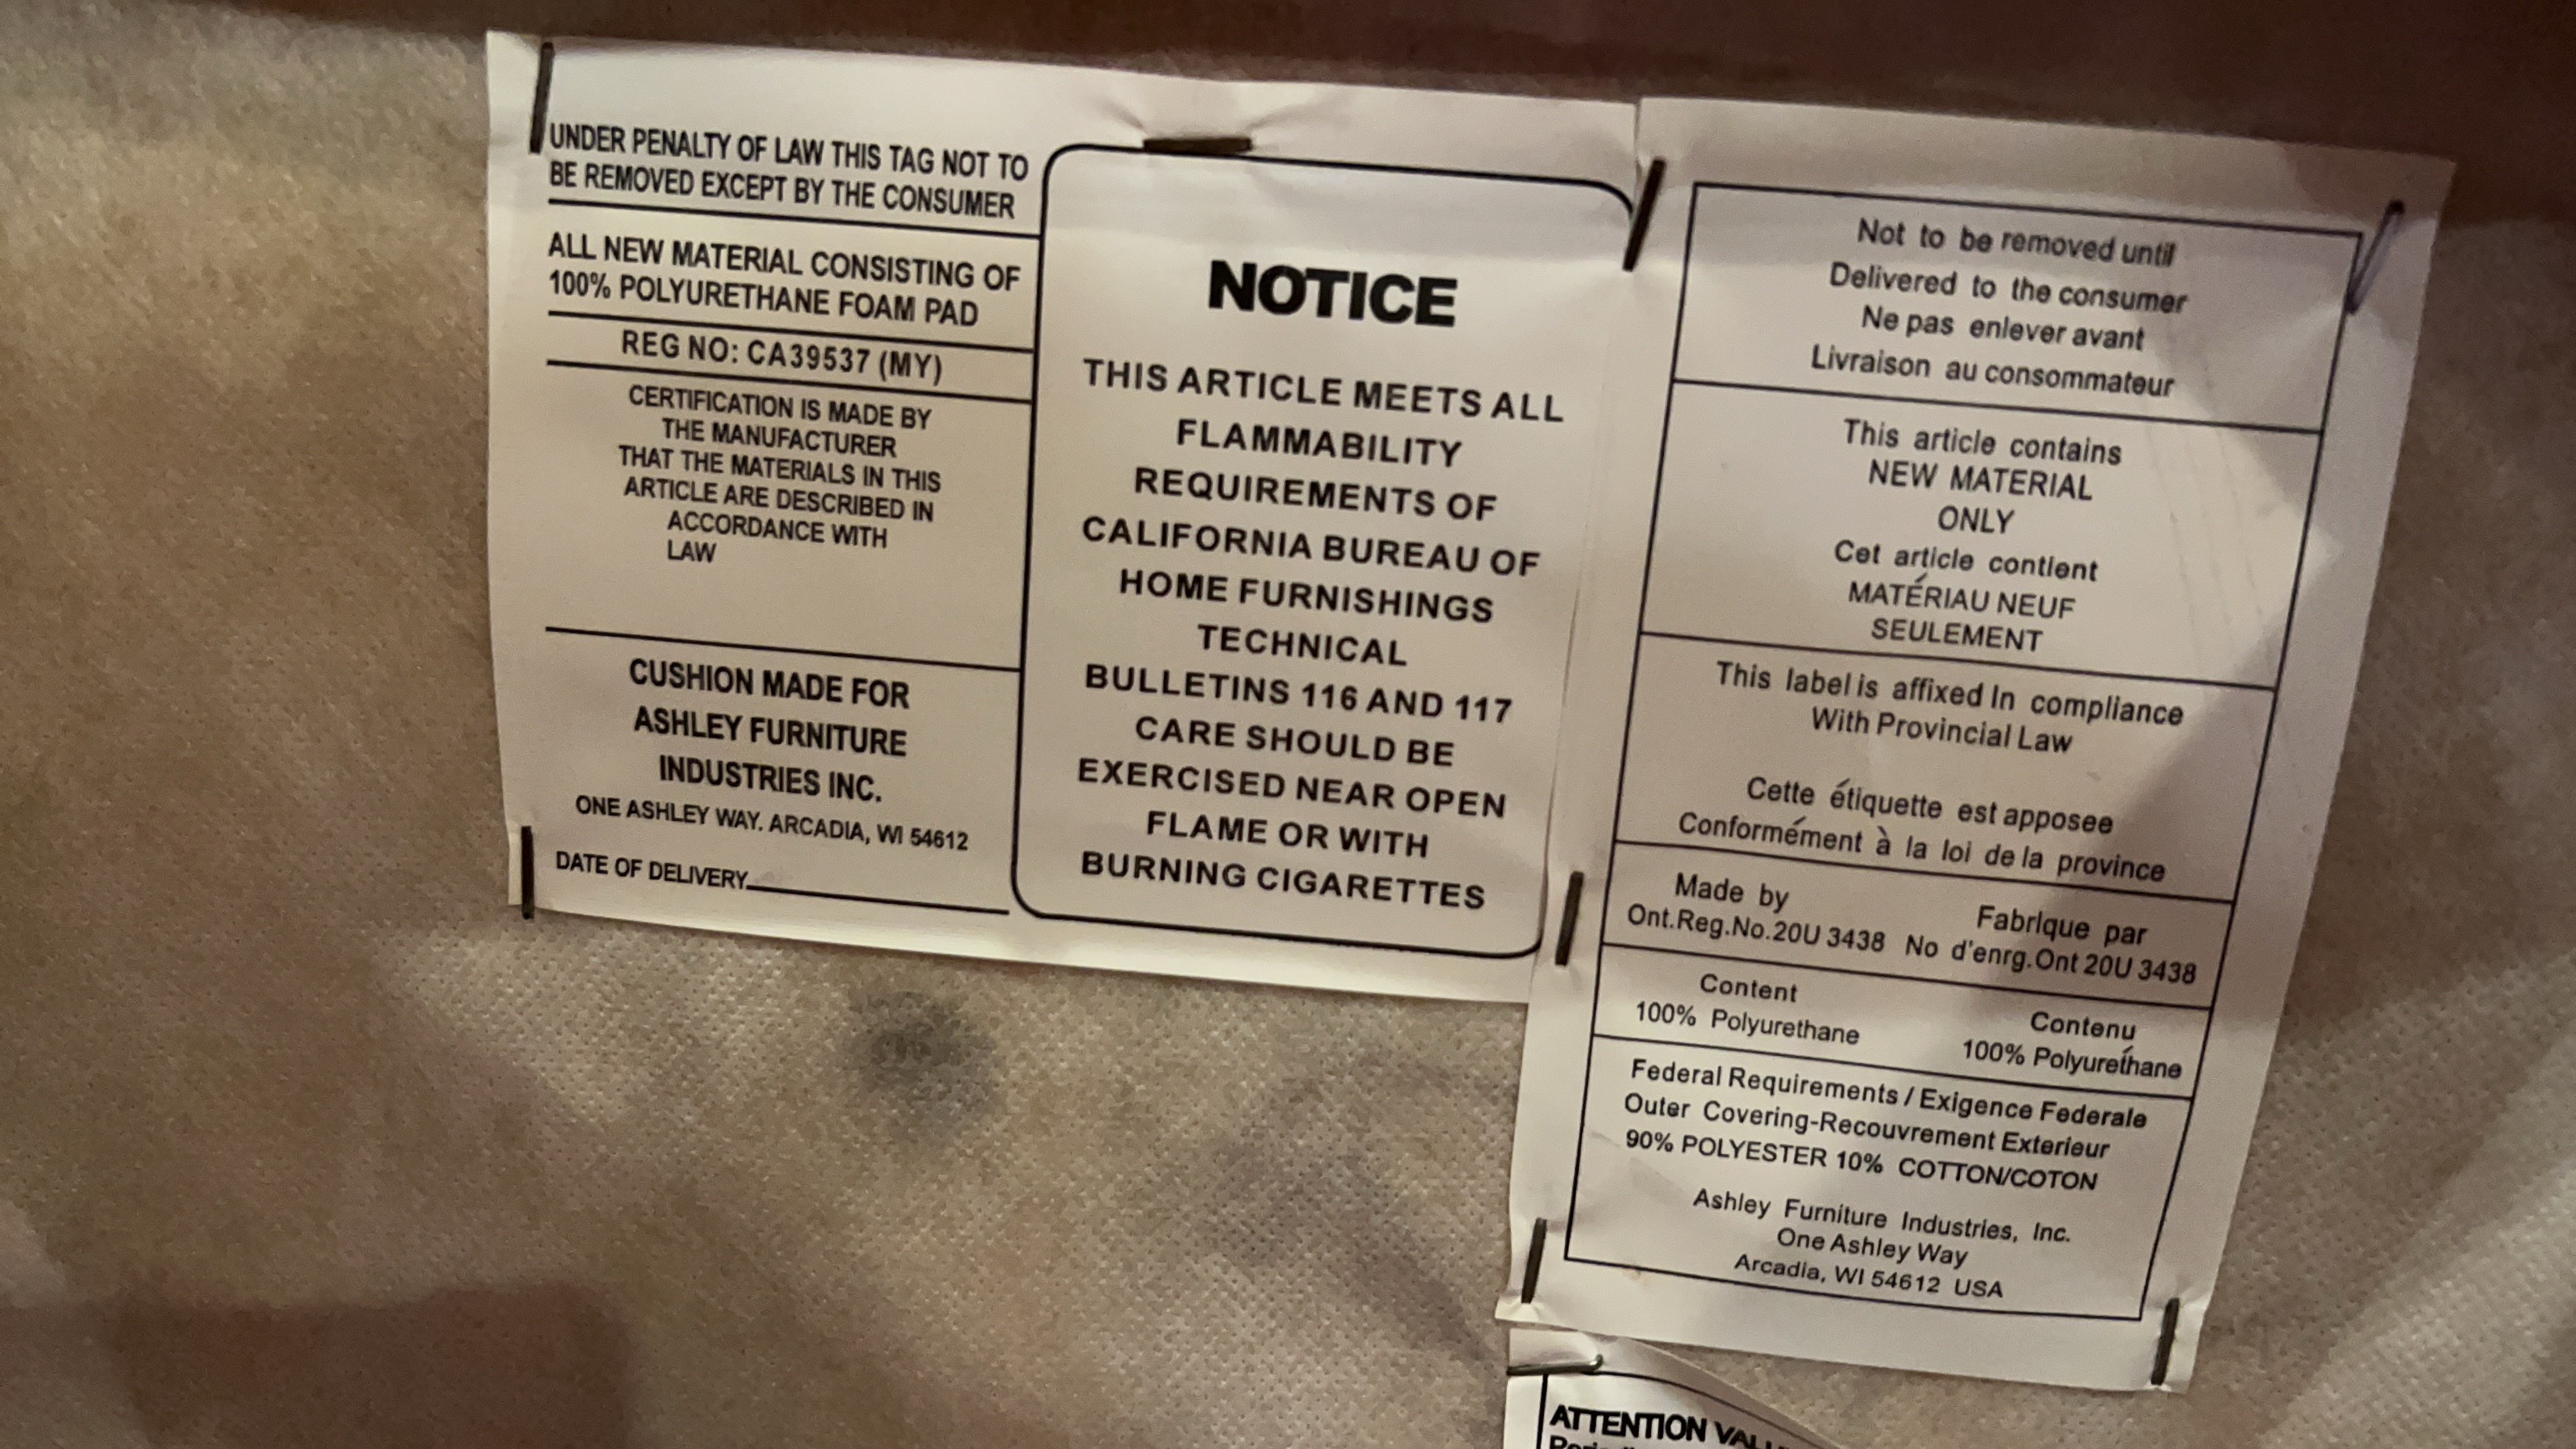 UNDER PENALTY OF LAW THIS TAG NOT TO
BE REMOVED EXCEPT BY THE CONSUMER
ALL NEW MATERIAL CONSISTING OF
100% POLYURETHANE FOAM PAD
REG NO: CA39537 (MY)
CERTIFICATION IS MADE BY
THE MANUFACTURER
THAT THE MATERIALS IN THIS
ARTICLE ARE DESCRIBED IN
ACCORDANCE WITH
LAW
CUSHION MADE FOR
ASHLEY FURNITURE
INDUSTRIES INC.
ONE ASHLEY WAY. ARCADIA, WI 54612
DATE OF DELIVERY
NOTICE
THIS ARTICLE MEETS ALL
FLAMMABILITY
REQUIREMENTS OF
CALIFORNIA BUREAU OF
HOME FURNISHINGS
TECHNICAL
BULLETINS 116 AND 117
CARE SHOULD BE
EXERCISED NEAR OPEN
FLAME OR WITH
BURNING CIGARETTES
Not to be removed until
Delivered to the consumer
Ne pas enlever avant
Livraison au consommateur
This article contains
NEW MATERIAL
ONLY
Cet article contient
MATÉRIAU NEUF
SEULEMENT
This label is affixed In compliance
With Provincial Law
Cette étiquette est apposee
Conformément à la loi de la province
Made by
Ont.Reg.No.20U 3438
Fabrique par
No d'enrg.Ont 20U 3438
Content
100% Polyurethane
Contenu
100% Polyuréthane
Federal Requirements / Exigence Federale
Outer Covering-Recouvrement Exterieur
90% POLYESTER 10% COTTON/COTON
Ashley Furniture Industries, Inc.
One Ashley Way
Arcadia, WI 54612 USA
ATTENTION